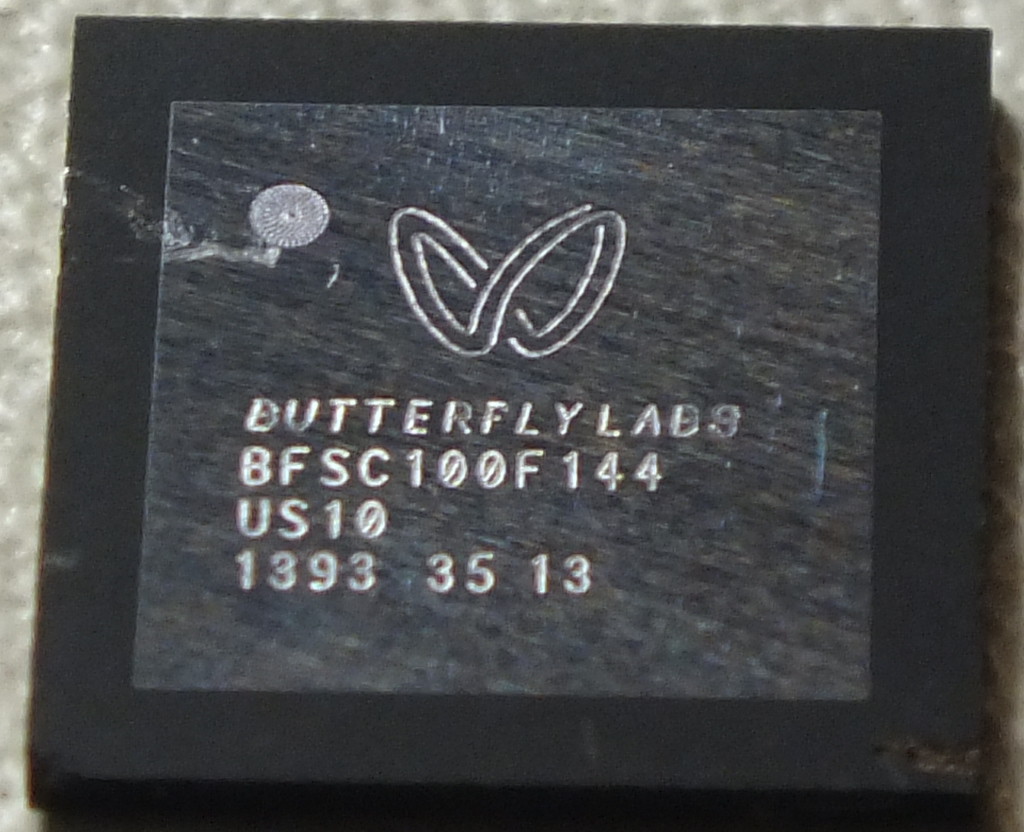 BUTTERFLYLABS
BFSC100F144
US10
1393 35 13